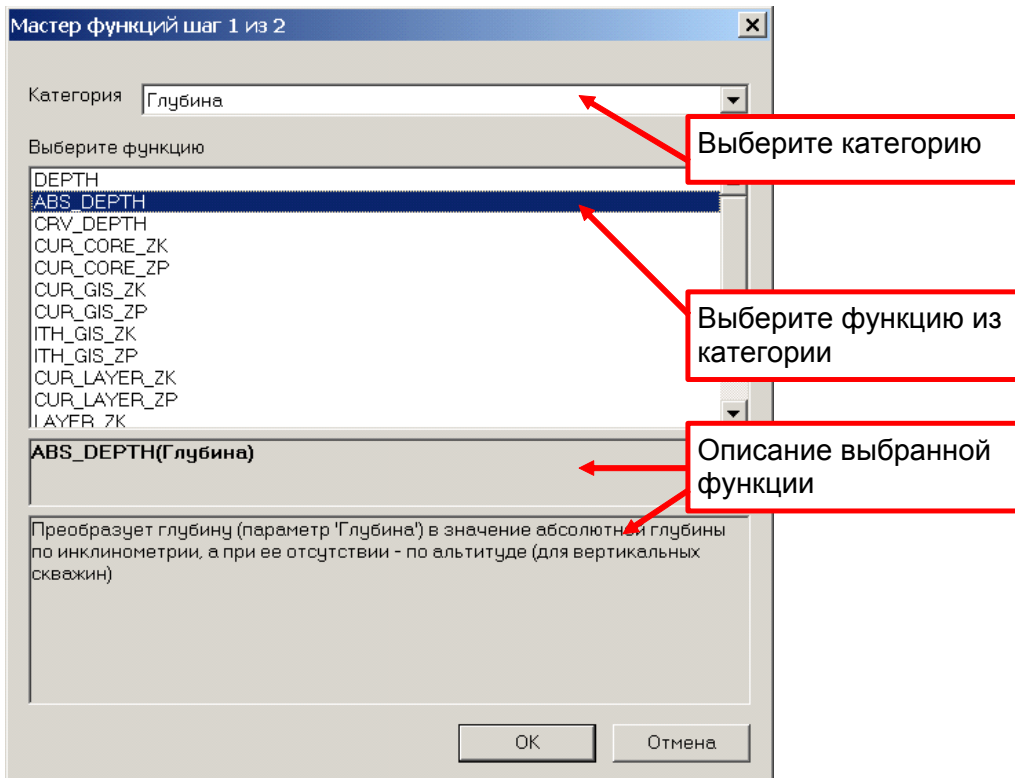 Мастер функций шаг 1 из 2
Категория Глубина
Выберите категорию
Выберите функцию
DEPTH
ABS_DEPTH
CRV_DEPTH
CUR_CORE_ZK
CUR_CORE_ZP
CUR_GIS_ZK
CUR_GIS_ZP
ITH_GIS_ZK
ITH_GIS_ZP
CUR_LAYER_ZK
CUR_LAYER_ZP
LAYER_ZK
Выберите функцию из
категории
ABS_DEPTH(Глубина)
Описание выбранной
функции
Преобразует глубину (параметр 'Глубина') в значение абсолютной глубины
по инклинометрии, а при ее отсутствии - по альтитуде (для вертикальных
скважин)
OK Отмена